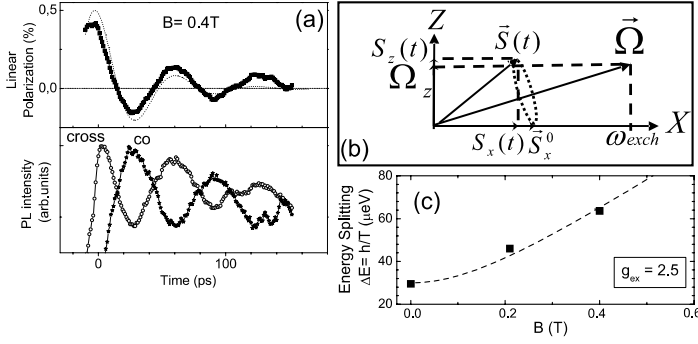 (a)
B= 0.4T
0,5
0.0
Linear
Polarization (%)
cross
co
PL intensity
(arb.units)
0
100
Time (ps)
Z
S⃗(t)
Ω⃗
S_z(t)
Ω_z
X
S_x(t)
S⃗_x^0
ω_exch
(b)
(c)
80
60
40
20
Energy Splitting
ΔE= h/T (μeV)
g_ex = 2.5
0.0
0.2
0.4
0.6
B (T)